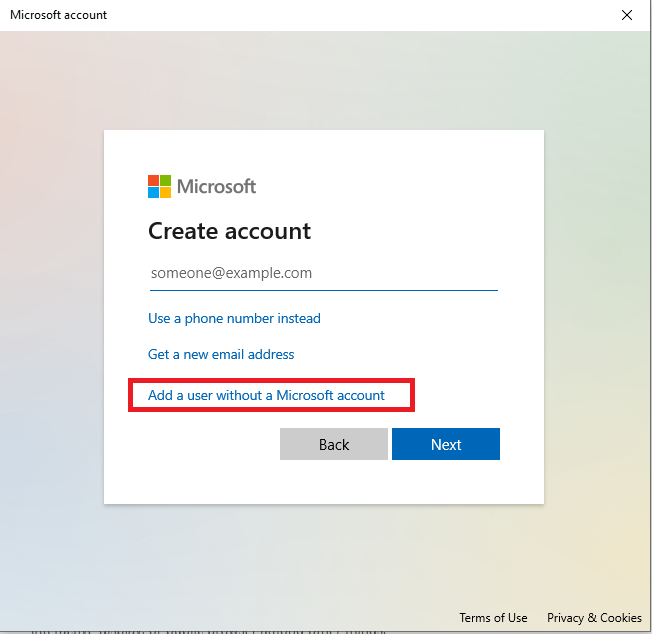 Microsoft account
Microsoft
Create account
someone@example.com
Use a phone number instead
Get a new email address
Add a user without a Microsoft account
Back
Next
Terms of Use
Privacy & Cookies